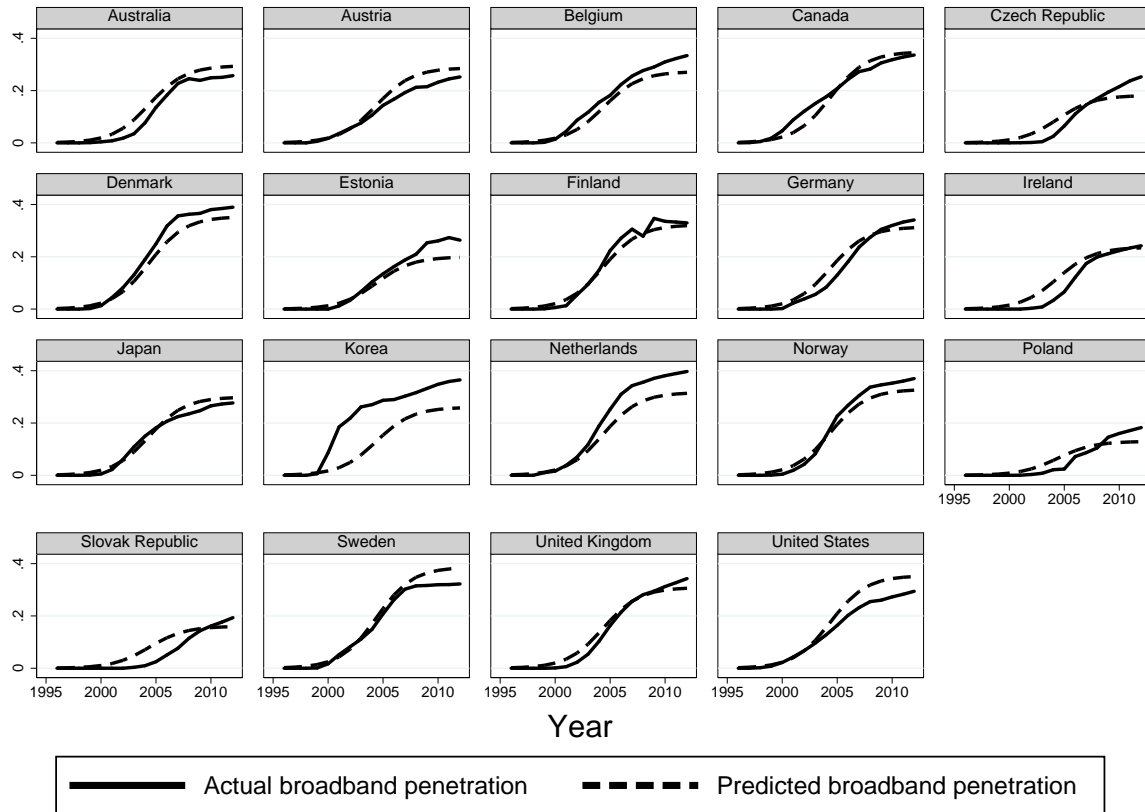 Australia Austria Belgium Canada Czech Republic
.4
.2
0
Denmark Estonia Finland Germany Ireland
.4
.2
0
Japan Korea Netherlands Norway Poland
.4
.2
0
1995 2000 2005 2010
Slovak Republic Sweden United Kingdom United States
.4
.2
0
1995 2000 2005 2010 1995 2000 2005 2010 1995 2000 2005 2010 1995 2000 2005 2010
Year
Actual broadband penetration Predicted broadband penetration